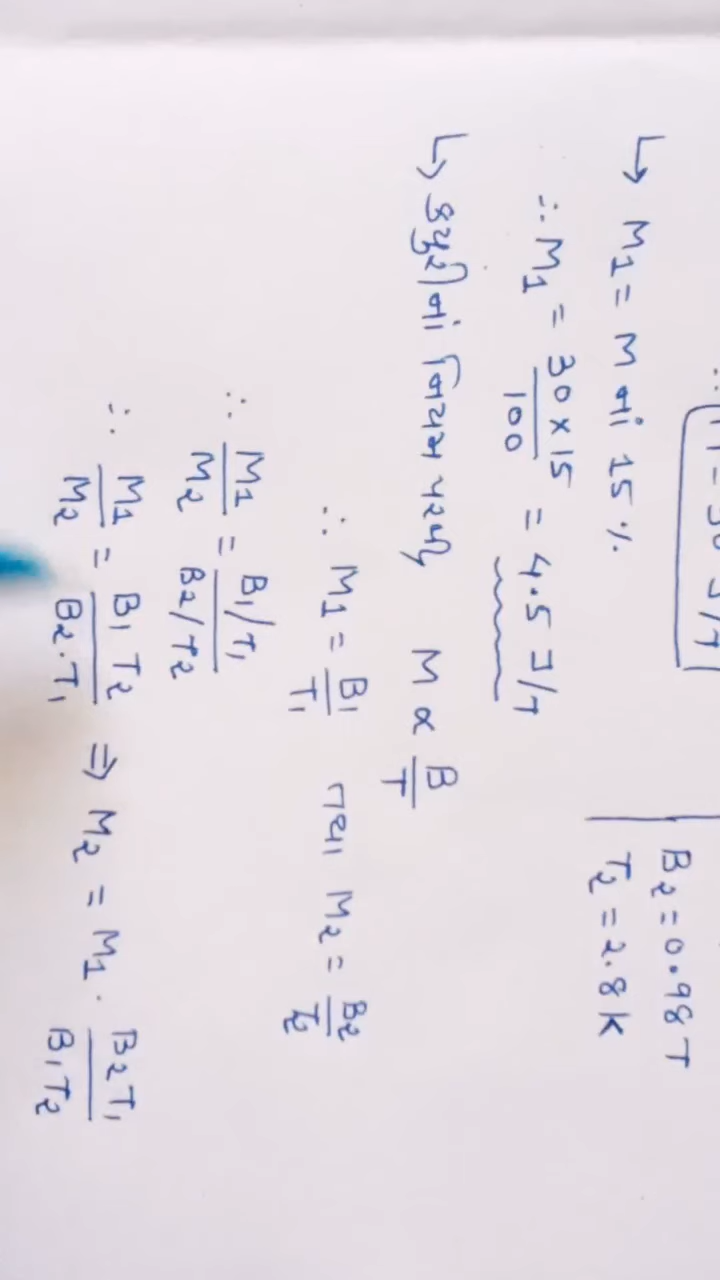 B₂ = 0.98 T
T₂ = 2.8 K
↳ M₁ = M નાં 15 %.
∴ M₁ = 30 × 15 / 100 = 4.5 J/T
↳ ક્યુરીનાં નિયમ પરથી M ∝ B/T
∴ M₁ = B₁/T₁ તથા M₂ = B₂/T₂
∴ M₁/M₂ = B₁/T₁ / B₂/T₂
∴ M₁/M₂ = B₁T₂ / B₂.T₁ ⇒ M₂ = M₁ . B₂T₁ / B₁T₂